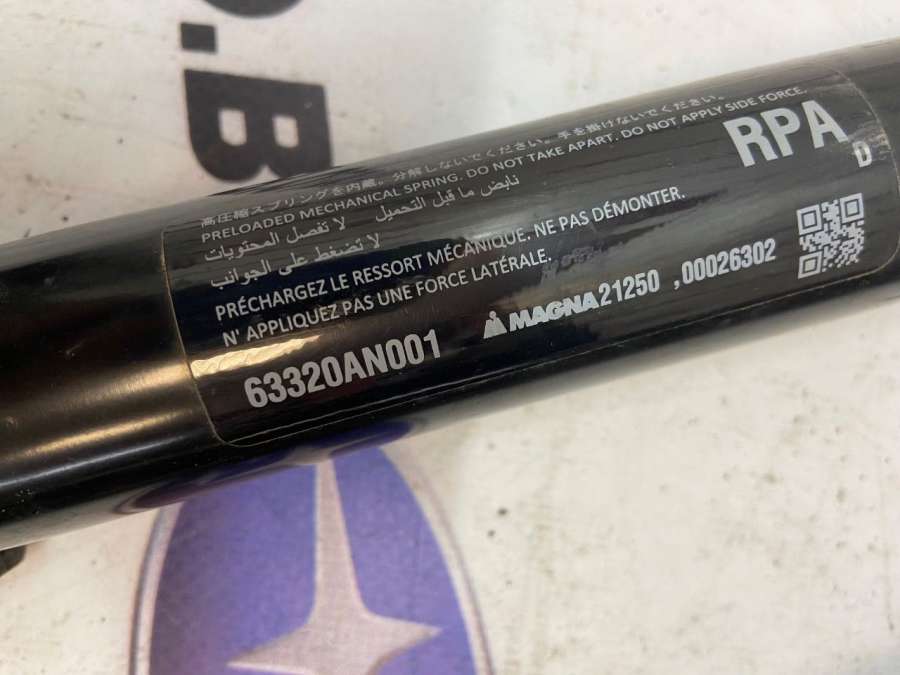 O.B
高圧縮スプリングを内蔵。分解しないでください。手を掛けないでください。
PRELOADED MECHANICAL SPRING. DO NOT TAKE APART. DO NOT APPLY SIDE FORCE.
نابض ما قبل التحميل لا تفصل المحتويات
لا تضغط على الجوانب
PRÉCHARGEZ LE RESSORT MÉCANIQUE. NE PAS DÉMONTER.
N' APPLIQUEZ PAS UNE FORCE LATÉRALE.
RPA
D
63320AN001
MAGNA 21250 ,00026302